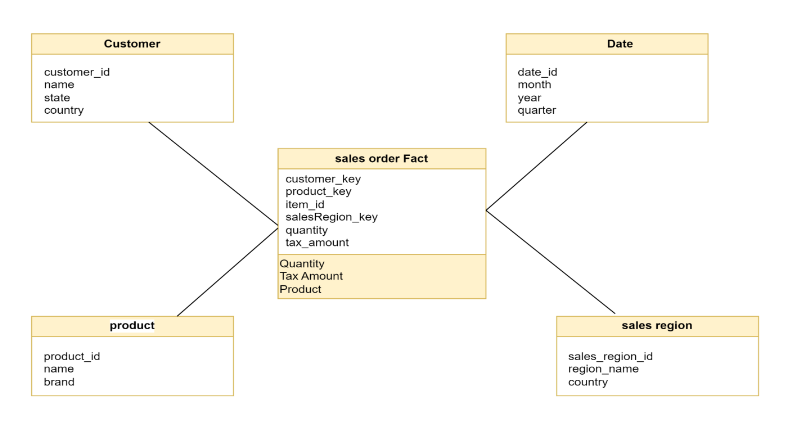 Customer
customer_id
name
state
country
Date
date_id
month
year
quarter
sales order Fact
customer_key
product_key
item_id
salesRegion_key
quantity
tax_amount
Quantity
Tax Amount
Product
product
product_id
name
brand
sales region
sales_region_id
region_name
country